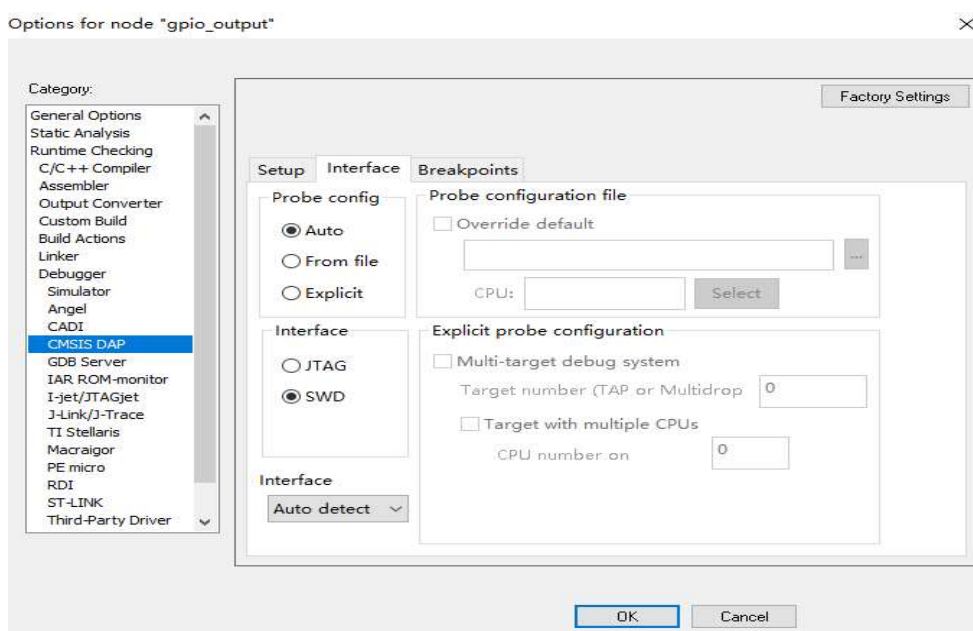 Options for node "gpio_output"
Category:
Factory Settings
General Options
Static Analysis
Runtime Checking
C/C++ Compiler
Assembler
Output Converter
Custom Build
Build Actions
Linker
Debugger
Simulator
Angel
CADI
CMSIS DAP
GDB Server
IAR ROM-monitor
I-jet/JTAGjet
J-Link/J-Trace
TI Stellaris
Macraigor
PE micro
RDI
ST-LINK
Third-Party Driver
Setup Interface Breakpoints
Probe config
Auto
From file
Explicit
Probe configuration file
Override default
...
CPU: Select
Interface
JTAG
SWD
Explicit probe configuration
Multi-target debug system
Target number (TAP or Multidrop 0
Target with multiple CPUs
CPU number on 0
Interface
Auto detect
OK Cancel